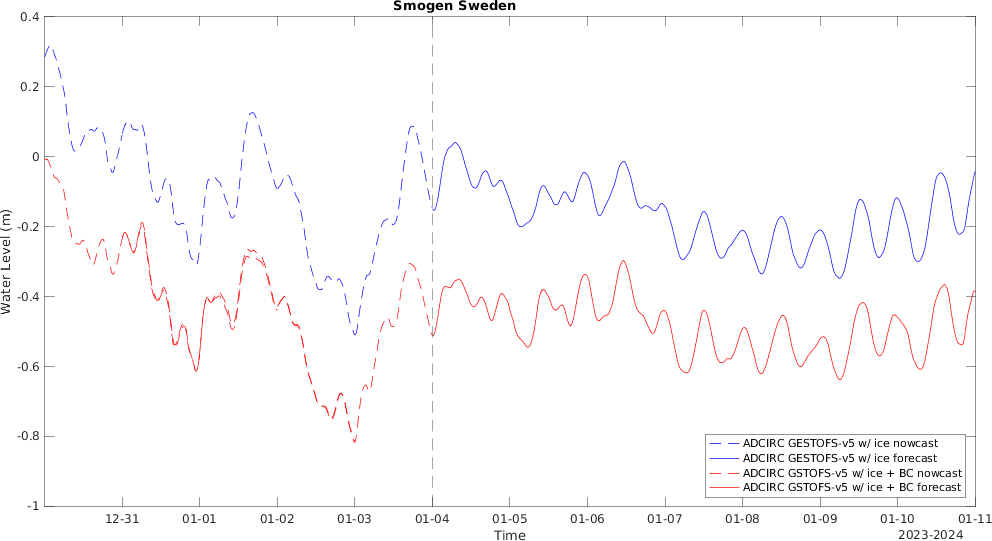 Smogen Sweden
0.4
0.2
0
-0.2
-0.4
-0.6
-0.8
-1
Water Level (m)
ADCIRC GESTOFS-v5 w/ ice nowcast
ADCIRC GESTOFS-v5 w/ ice forecast
ADCIRC GSTOFS-v5 w/ ice + BC nowcast
ADCIRC GSTOFS-v5 w/ ice + BC forecast
12-31 01-01 01-02 01-03 01-04 01-05 01-06 01-07 01-08 01-09 01-10 01-11
Time
2023-2024